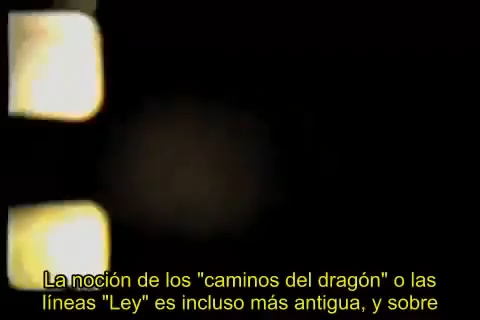 La noción de los "caminos del dragón" o las
líneas "Ley" es incluso más antigua, y sobre